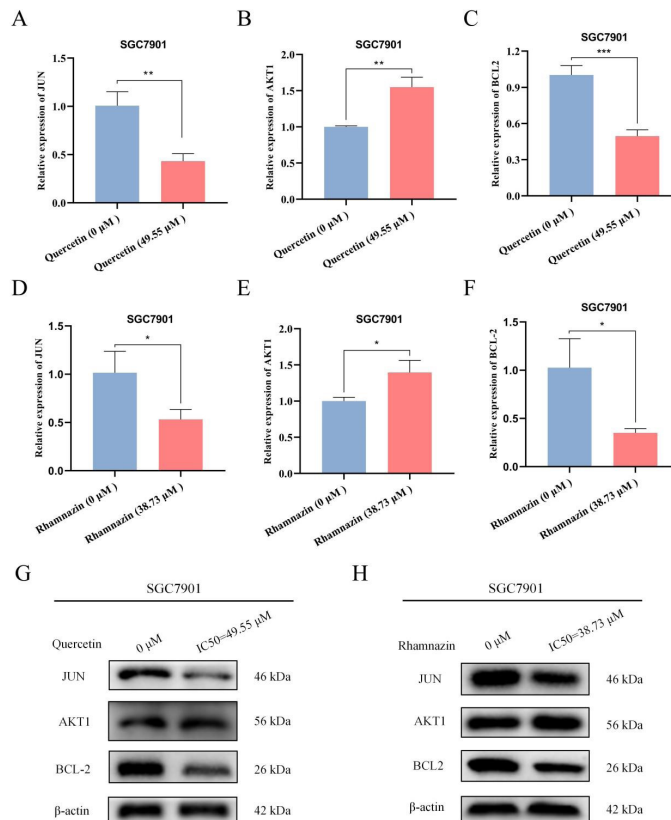 A
SGC7901
**
Relative expression of JUN
1.5
1.0
0.5
0.0
Quercetin (0 μM )
Quercetin (49.55 μM )
B
SGC7901
**
Relative expression of AKT1
2.0
1.5
1.0
0.5
0.0
Quercetin (0 μM )
Quercetin (49.55 μM )
C
SGC7901
***
Relative expression of BCL2
1.2
0.9
0.6
0.3
0.0
Quercetin (0 μM )
Quercetin (49.55 μM )
D
SGC7901
*
Relative expression of JUN
1.5
1.0
0.5
0.0
Rhamnazin (0 μM )
Rhamnazin (38.73 μM )
E
SGC7901
*
Relative expression of AKT1
2.0
1.5
1.0
0.5
0.0
Rhamnazin (0 μM )
Rhamnazin (38.73 μM )
F
SGC7901
*
Relative expression of BCL-2
1.5
1.0
0.5
0.0
Rhamnazin (0 μM )
Rhamnazin (38.73 μM )
G
SGC7901
Quercetin 0 μM IC50=49.55 μM
JUN 46 kDa
AKT1 56 kDa
BCL-2 26 kDa
β-actin 42 kDa
H
SGC7901
Rhamnazin 0 μM IC50=38.73 μM
JUN 46 kDa
AKT1 56 kDa
BCL2 26 kDa
β-actin 42 kDa